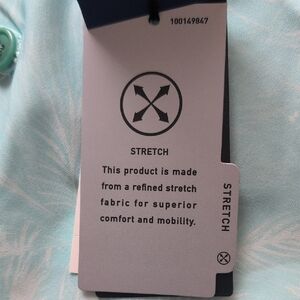 100149847
STRETCH
This product is made
from a refined stretch
fabric for superior
comfort and mobility.
STRETCH